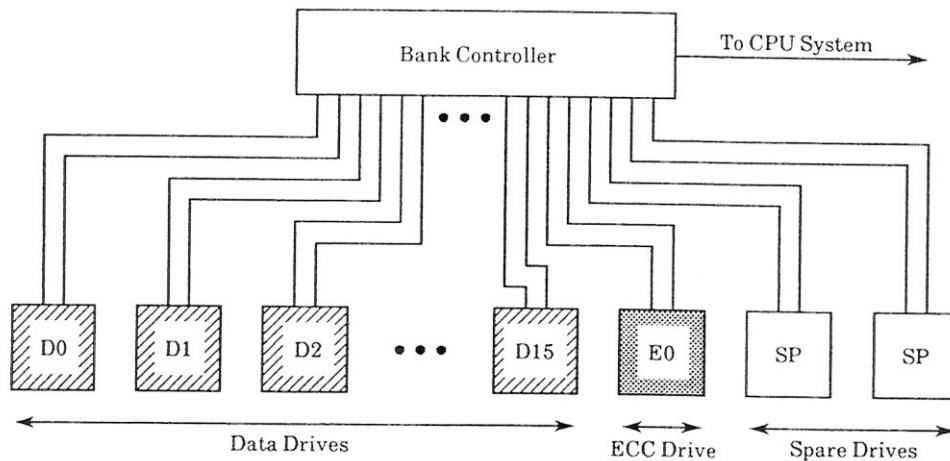 Bank Controller
To CPU System
D0
D1
D2
D15
E0
SP
SP
Data Drives
ECC Drive
Spare Drives